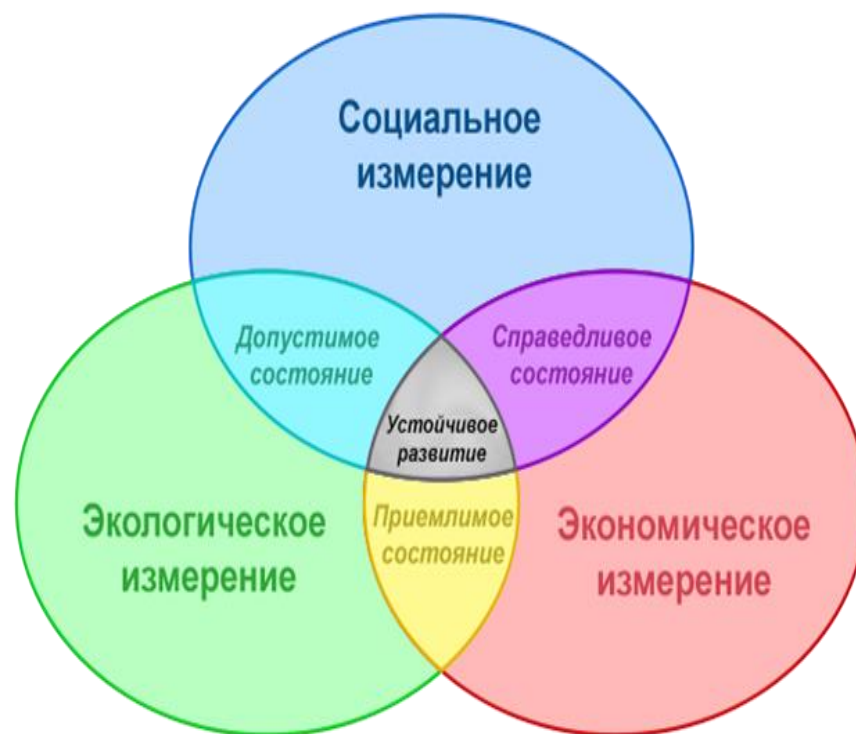 Социальное
измерение
Допустимое
состояние
Справедливое
состояние
Устойчивое
развитие
Экологическое
измерение
Приемлимое
состояние
Экономическое
измерение